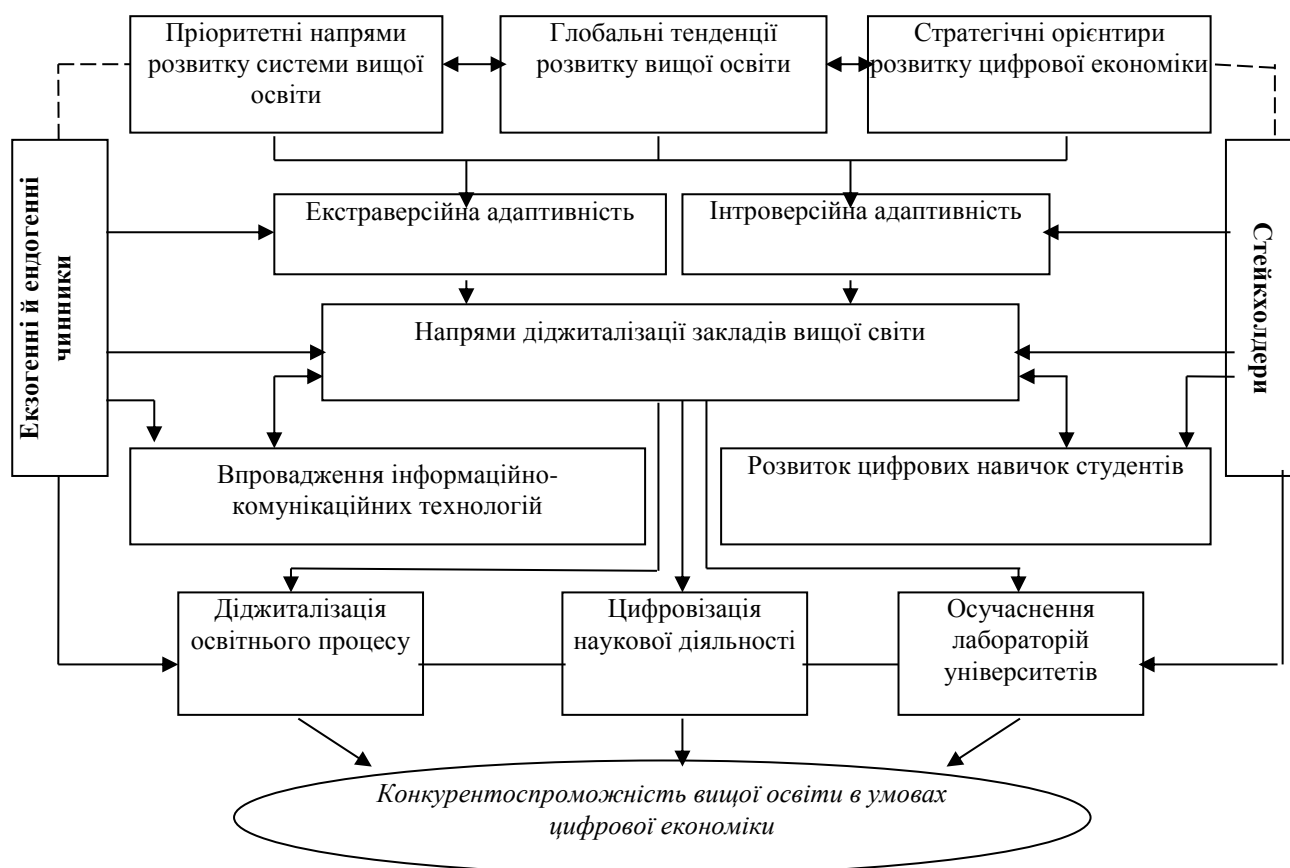 Пріоритетні напрями
розвитку системи вищої
освіти
Глобальні тенденції
розвитку вищої освіти
Стратегічні орієнтири
розвитку цифрової економіки
Екзогенні й ендогенні
чинники
Екстраверсійна адаптивність
Інтроверсійна адаптивність
Стейкхолдери
Напрями діджиталізації закладів вищої світи
Впровадження інформаційно-
комунікаційних технологій
Розвиток цифрових навичок студентів
Діджиталізація
освітнього процесу
Цифровізація
наукової діяльності
Осучаснення
лабораторій
університетів
Конкурентоспроможність вищої освіти в умовах
цифрової економіки